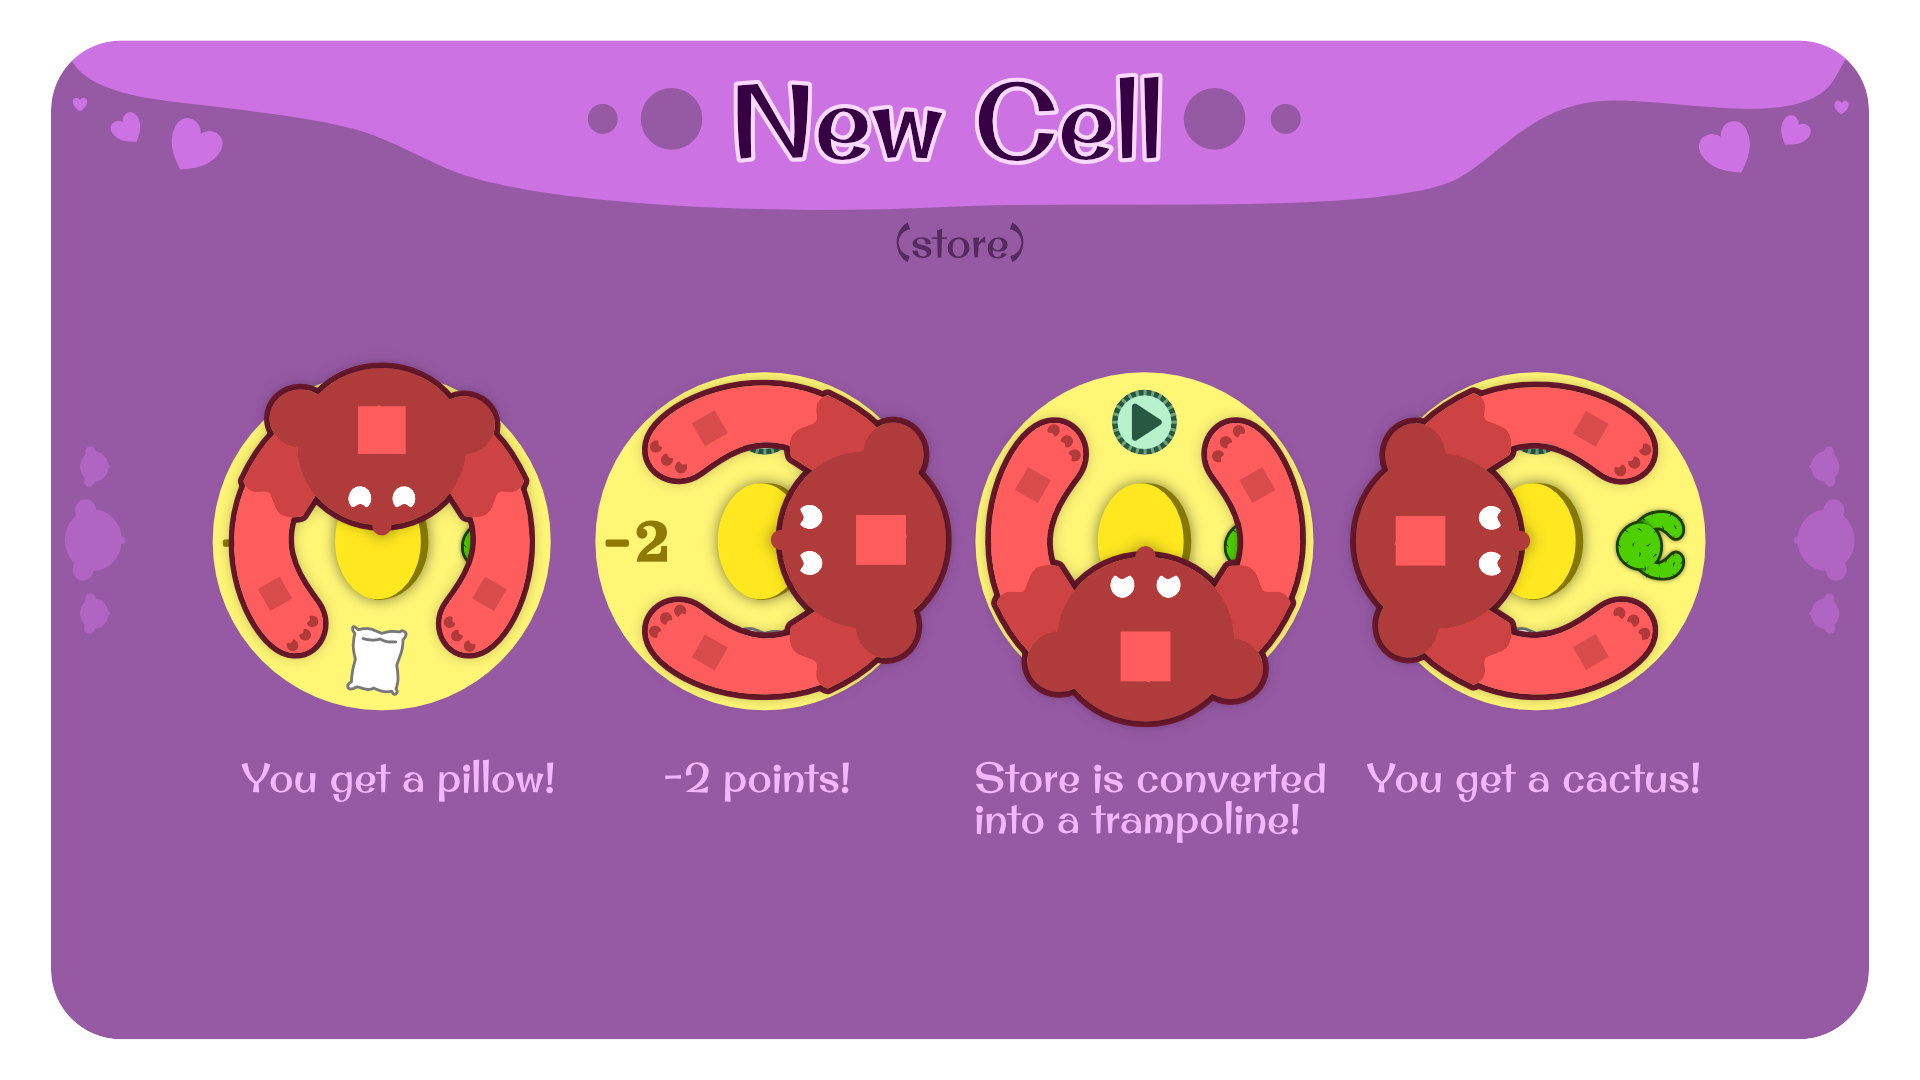 New Cell
(store)
-2
You get a pillow!
-2 points!
Store is converted
into a trampoline!
You get a cactus!